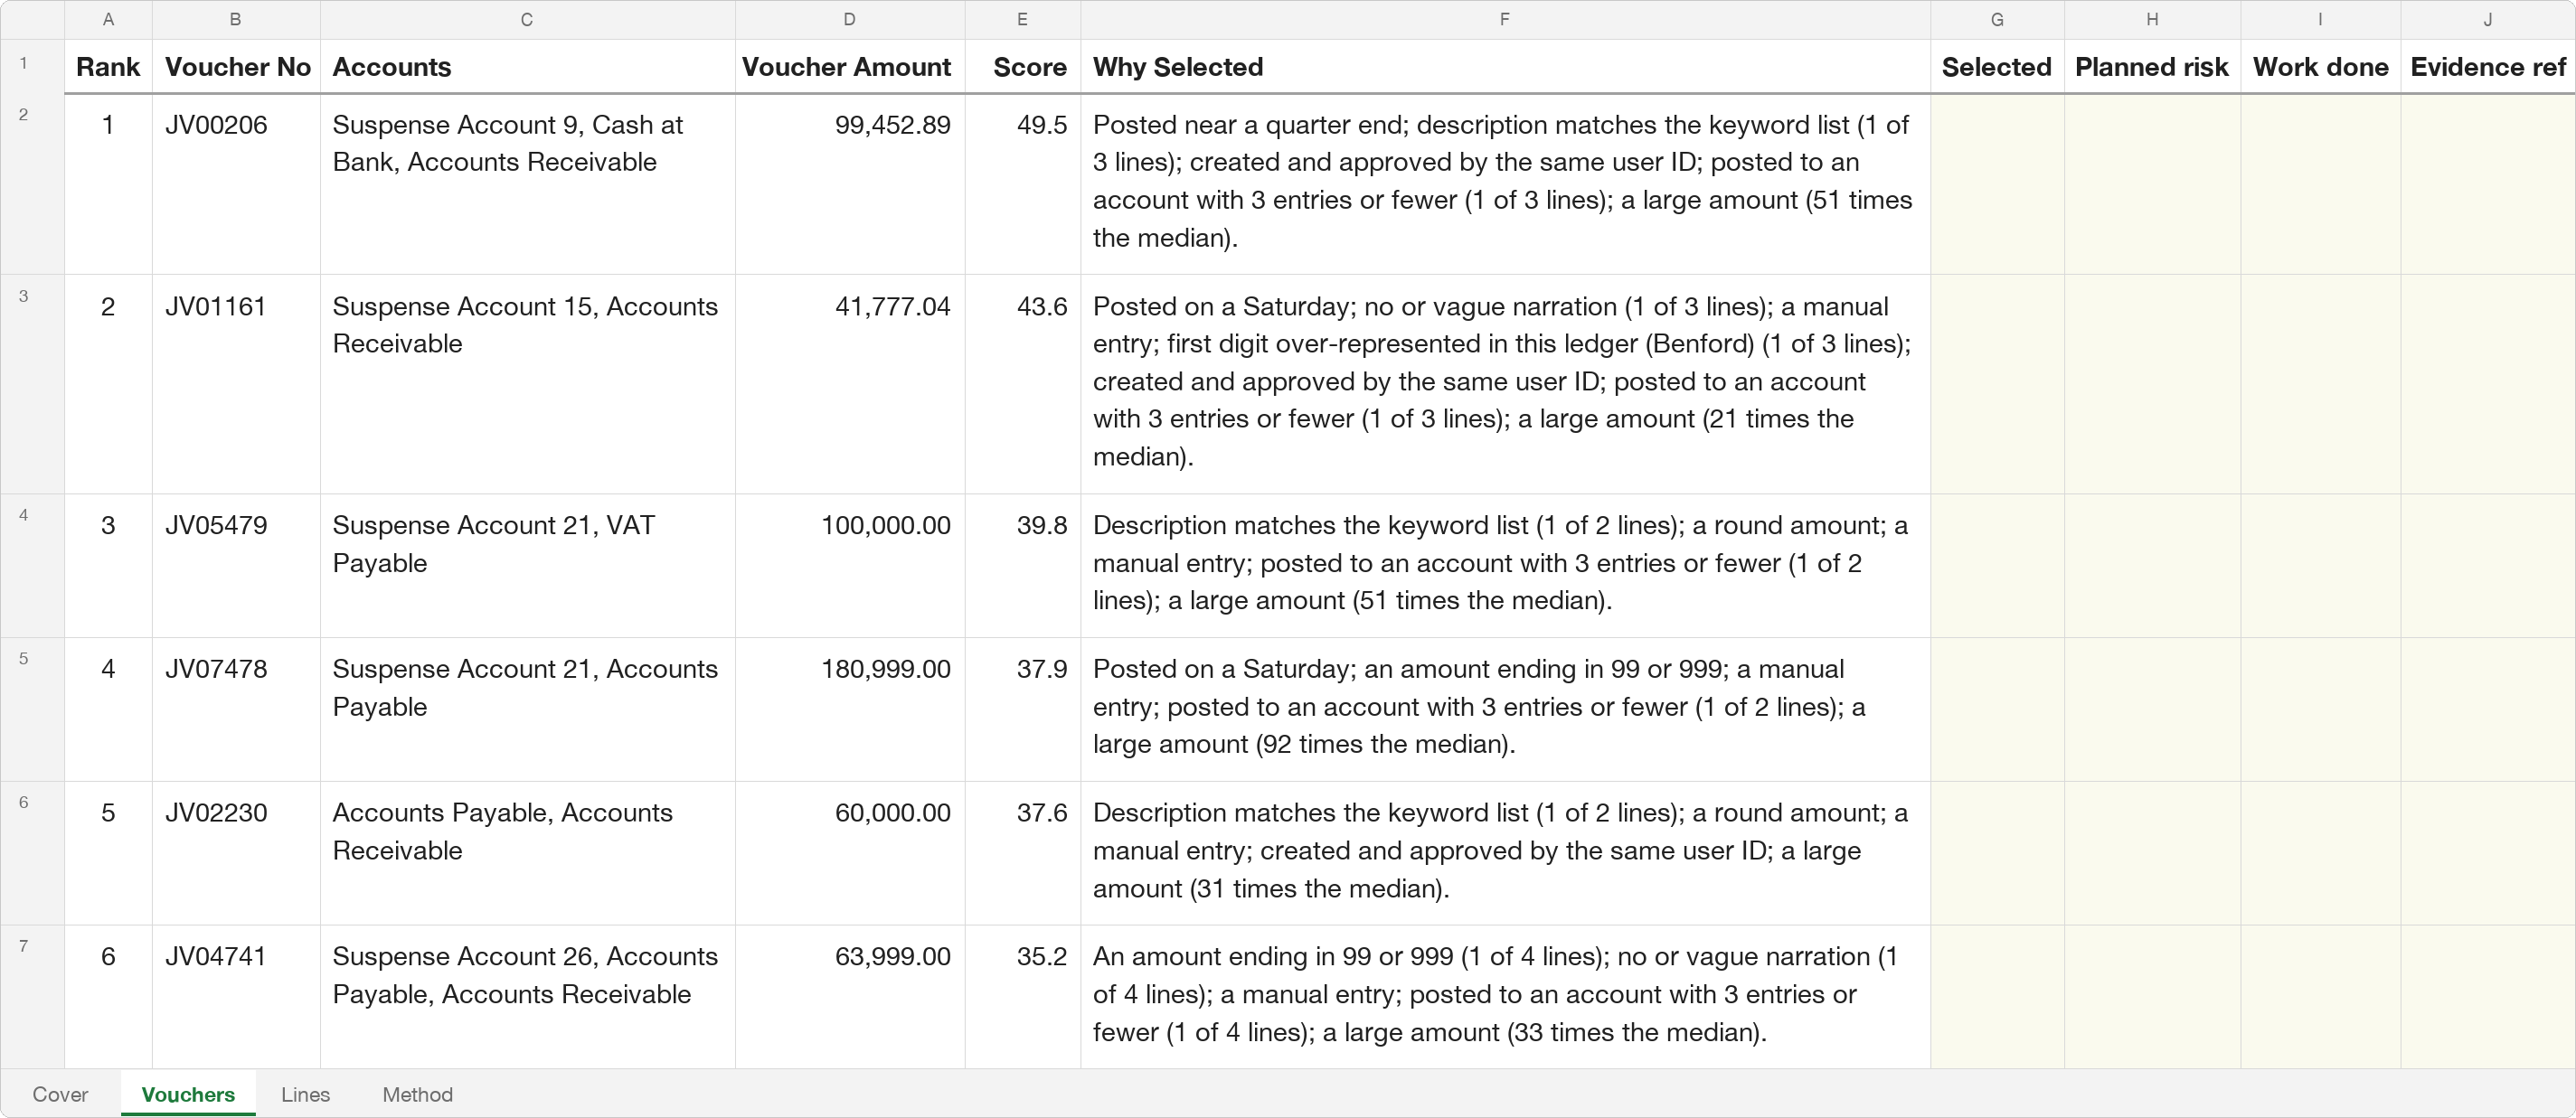 A B C D E F G H I J
1 Rank Voucher No Accounts Voucher Amount Score Why Selected Selected Planned risk Work done Evidence ref
2 1 JV00206 Suspense Account 9, Cash at 99,452.89 49.5 Posted near a quarter end; description matches the keyword list (1 of
Bank, Accounts Receivable 3 lines); created and approved by the same user ID; posted to an
account with 3 entries or fewer (1 of 3 lines); a large amount (51 times
the median).
3 2 JV01161 Suspense Account 15, Accounts 41,777.04 43.6 Posted on a Saturday; no or vague narration (1 of 3 lines); a manual
Receivable entry; first digit over-represented in this ledger (Benford) (1 of 3 lines);
created and approved by the same user ID; posted to an account
with 3 entries or fewer (1 of 3 lines); a large amount (21 times the
median).
4 3 JV05479 Suspense Account 21, VAT 100,000.00 39.8 Description matches the keyword list (1 of 2 lines); a round amount; a
Payable manual entry; posted to an account with 3 entries or fewer (1 of 2
lines); a large amount (51 times the median).
5 4 JV07478 Suspense Account 21, Accounts 180,999.00 37.9 Posted on a Saturday; an amount ending in 99 or 999; a manual
Payable entry; posted to an account with 3 entries or fewer (1 of 2 lines); a
large amount (92 times the median).
6 5 JV02230 Accounts Payable, Accounts 60,000.00 37.6 Description matches the keyword list (1 of 2 lines); a round amount; a
Receivable manual entry; created and approved by the same user ID; a large
amount (31 times the median).
7 6 JV04741 Suspense Account 26, Accounts 63,999.00 35.2 An amount ending in 99 or 999 (1 of 4 lines); no or vague narration (1
Payable, Accounts Receivable of 4 lines); a manual entry; posted to an account with 3 entries or
fewer (1 of 4 lines); a large amount (33 times the median).
Cover Vouchers Lines Method